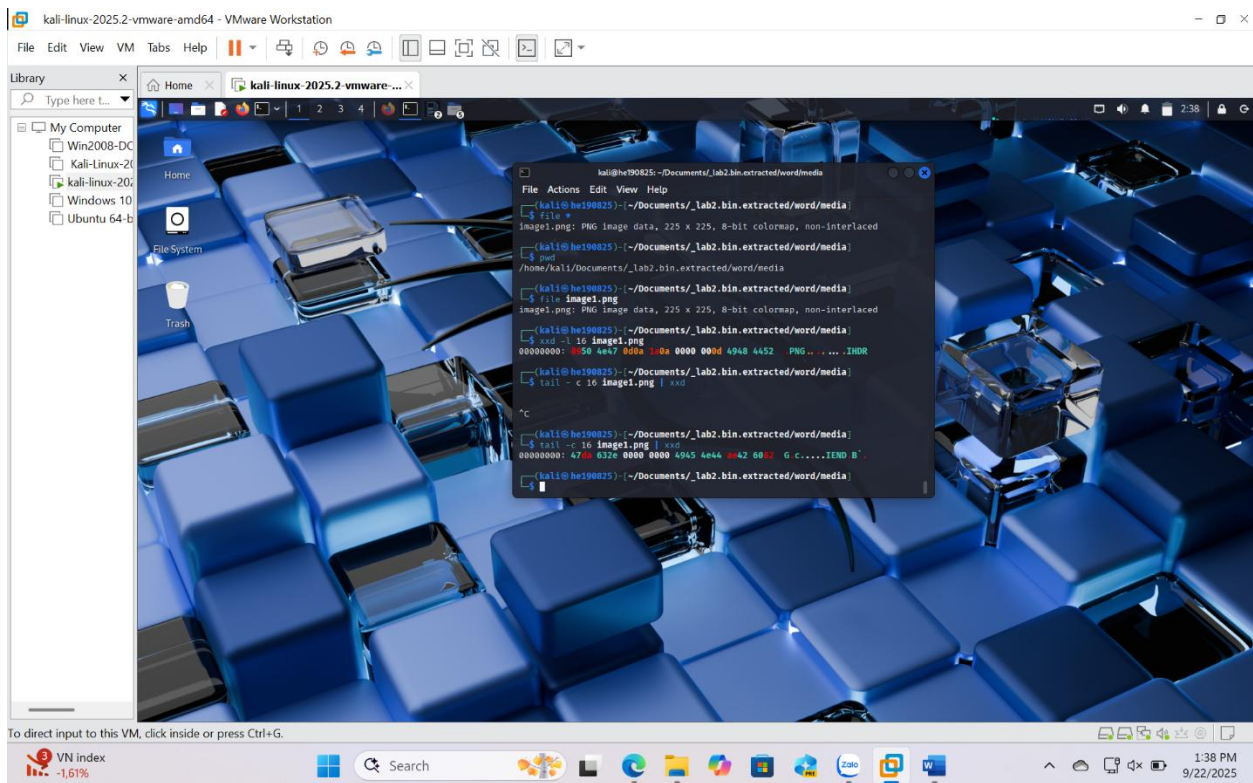 kali-linux-2025.2-vmware-amd64 - VMware Workstation
File Edit View VM Tabs Help
Library
Home
kali-linux-2025.2-vmware-...
Type here t...
1 2 3 4
2:38
My Computer
Win2008-DC
Kali-Linux-20
kali-linux-202
Windows 10
Ubuntu 64-b
Home
File System
Trash
kali@he190825: ~/Documents/_lab2.bin.extracted/word/media
File Actions Edit View Help
(kali㉿he190825)-[~/Documents/_lab2.bin.extracted/word/media]
$ file *
image1.png: PNG image data, 225 x 225, 8-bit colormap, non-interlaced
(kali㉿he190825)-[~/Documents/_lab2.bin.extracted/word/media]
$ pwd
/home/kali/Documents/_lab2.bin.extracted/word/media
(kali㉿he190825)-[~/Documents/_lab2.bin.extracted/word/media]
$ file image1.png
image1.png: PNG image data, 225 x 225, 8-bit colormap, non-interlaced
(kali㉿he190825)-[~/Documents/_lab2.bin.extracted/word/media]
$ xxd -l 16 image1.png
00000000: 8950 4e47 0d0a 1a0a 0000 000d 4948 4452 .PNG........IHDR
(kali㉿he190825)-[~/Documents/_lab2.bin.extracted/word/media]
$ tail - c 16 image1.png | xxd
^C
(kali㉿he190825)-[~/Documents/_lab2.bin.extracted/word/media]
$ tail -c 16 image1.png | xxd
00000000: 47da 632e 0000 0000 4945 4e44 ae42 6082 G.c.....IEND.B`.
(kali㉿he190825)-[~/Documents/_lab2.bin.extracted/word/media]
$
To direct input to this VM, click inside or press Ctrl+G.
3
VN index
-1,61%
Search
PRE
Zalo
W
1:38 PM
9/22/2025